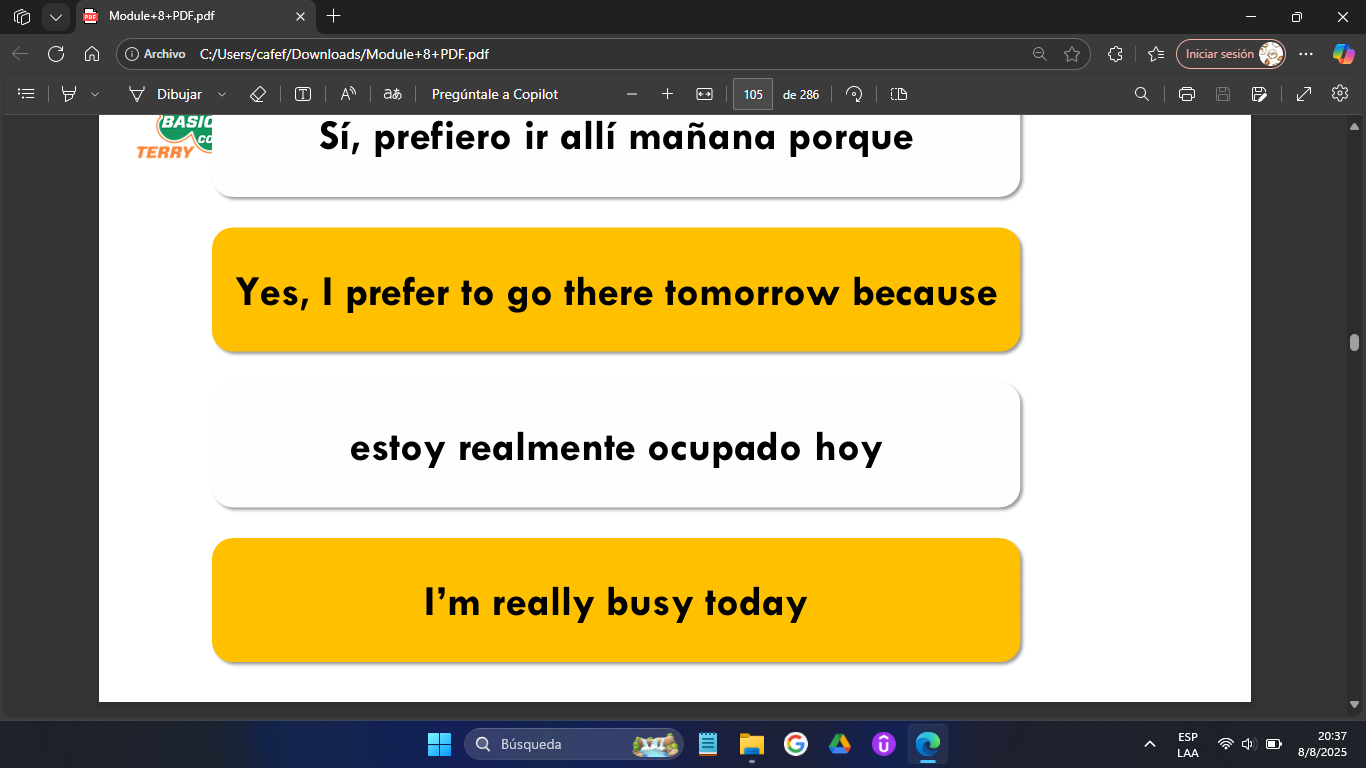 Module+8+PDF.pdf
Archivo C:/Users/cafef/Downloads/Module+8+PDF.pdf Iniciar sesión
Dibujar Pregúntale a Copilot 105 de 286
BASIC
CO
TERRY
Sí, prefiero ir allí mañana porque
Yes, I prefer to go there tomorrow because
estoy realmente ocupado hoy
I'm really busy today
Búsqueda
ESP
LAA
20:37
8/8/2025